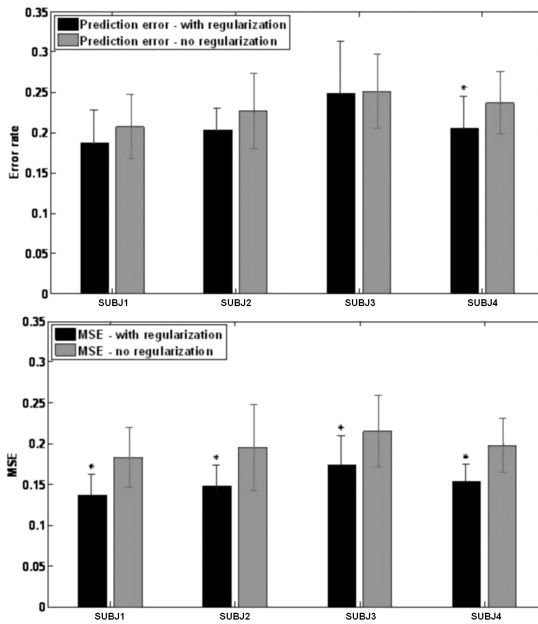 0.35
Prediction error - with regularization
Prediction error - no regularization
0.3
0.25
*
0.2
Error rate
0.15
0.1
0.05
0
SUBJ1 SUBJ2 SUBJ3 SUBJ4
0.35
MSE - with regularization
MSE - no regularization
0.3
0.25
*
*
*
*
0.2
MSE
0.15
0.1
0.05
0
SUBJ1 SUBJ2 SUBJ3 SUBJ4